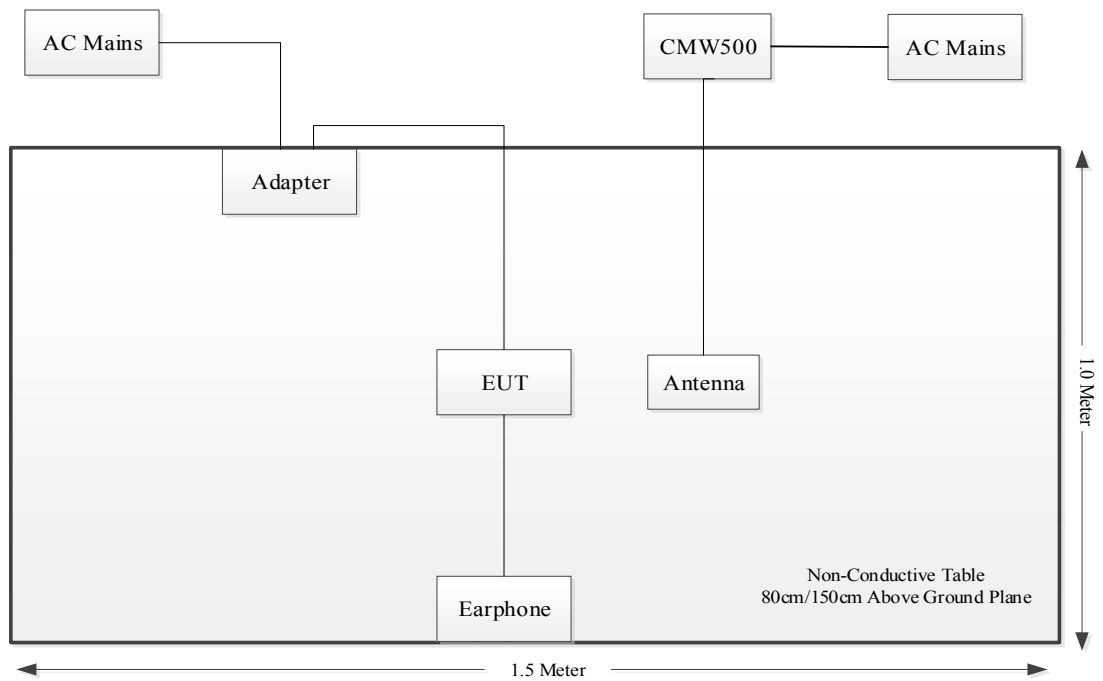 AC Mains
CMW500
AC Mains
Adapter
EUT
Antenna
1.0 Meter
Earphone
Non-Conductive Table
80cm/150cm Above Ground Plane
1.5 Meter